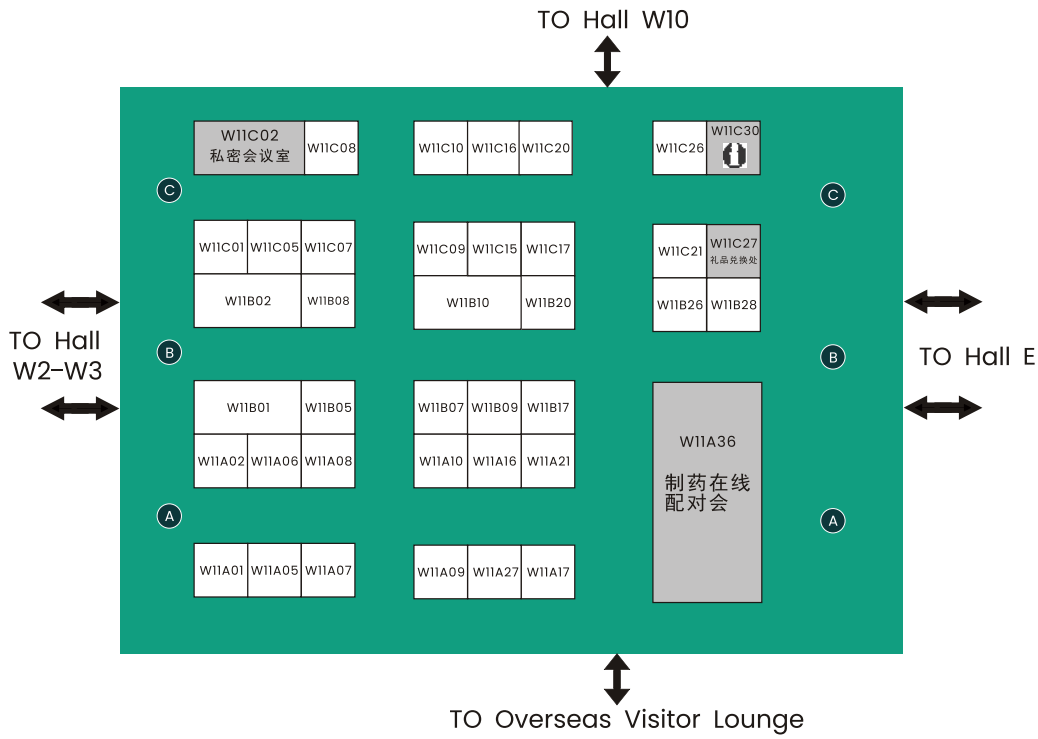 TO Hall W10
W11C02
私密会议室
W11C08
W11C10
W11C16
W11C20
W11C26
W11C30
C
C
W11C01
W11C05
W11C07
W11C09
W11C15
W11C17
W11C21
W11C27
礼品兑换处
W11B02
W11B08
W11B10
W11B20
W11B26
W11B28
TO Hall
W2-W3
TO Hall E
B
B
W11B01
W11B05
W11B07
W11B09
W11B17
W11A02
W11A06
W11A08
W11A10
W11A16
W11A21
W11A36
制药在线
配对会
A
A
W11A01
W11A05
W11A07
W11A09
W11A27
W11A17
TO Overseas Visitor Lounge